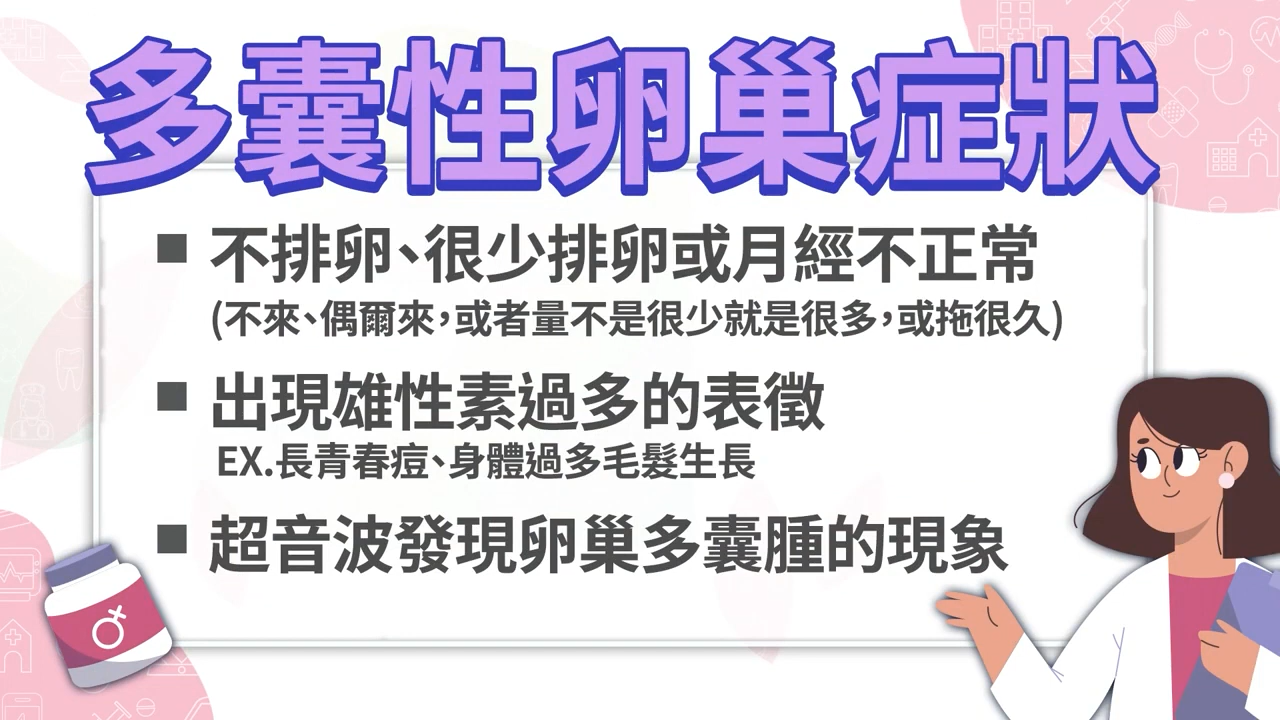 多囊性卵巢症狀
■ 不排卵、很少排卵或月經不正常
(不來、偶爾來,或者量不是很少就是很多,或拖很久)
■ 出現雄性素過多的表徵
EX.長青春痘、身體過多毛髮生長
■ 超音波發現卵巢多囊腫的現象